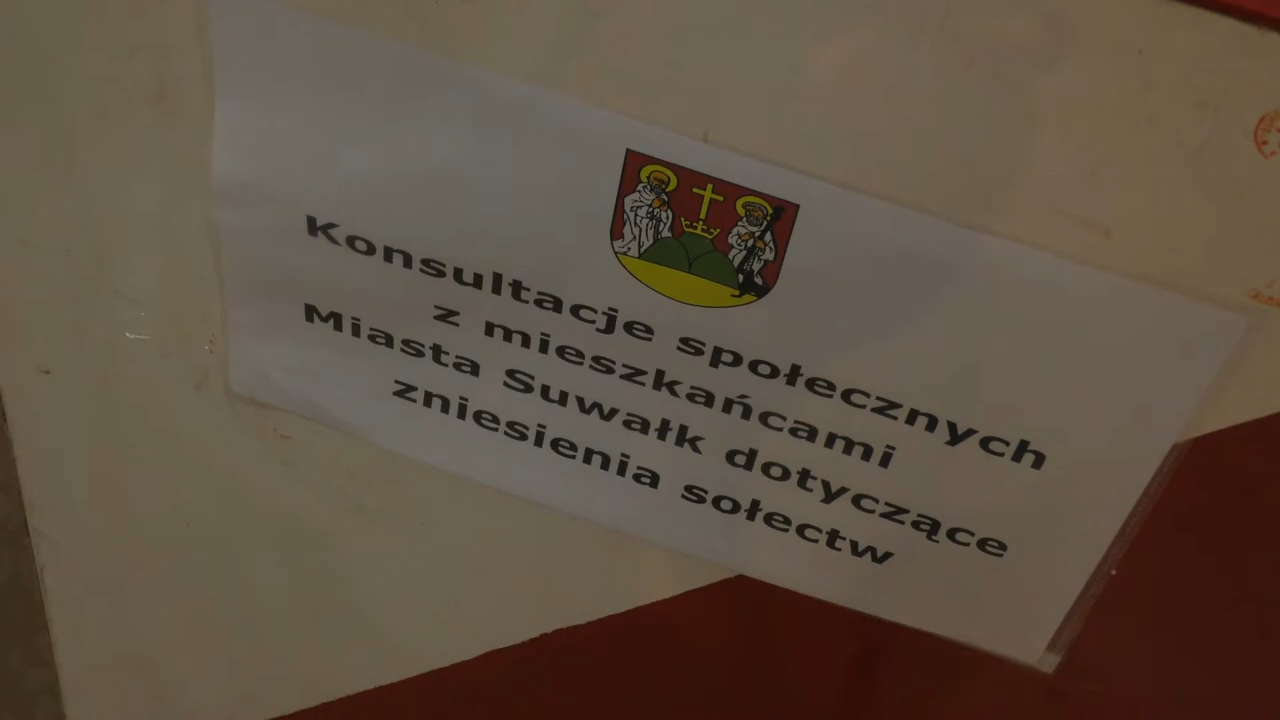 Konsultacje społecznych
z mieszkańcami
Miasta Suwałk dotyczące
zniesienia sołectw